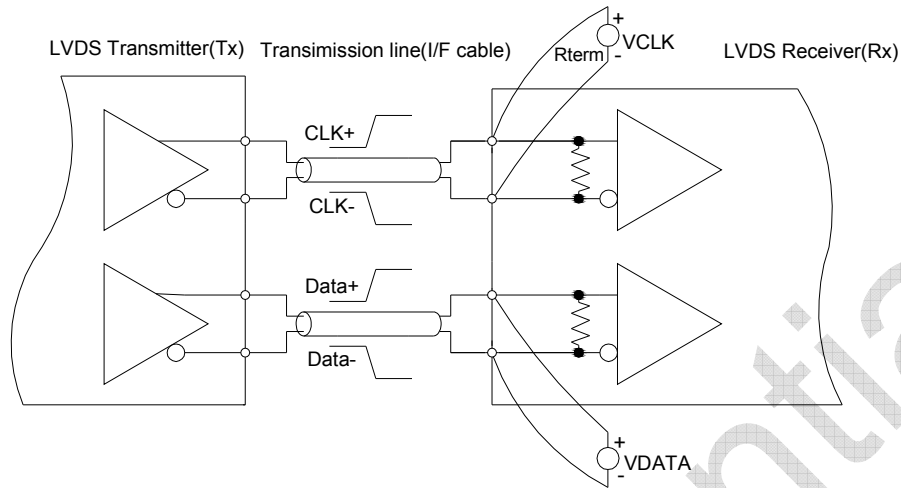 LVDS Transmitter(Tx)
Transimission line(I/F cable)
Rterm
+
VCLK
-
LVDS Receiver(Rx)
CLK+
CLK-
Data+
Data-
+
VDATA
-